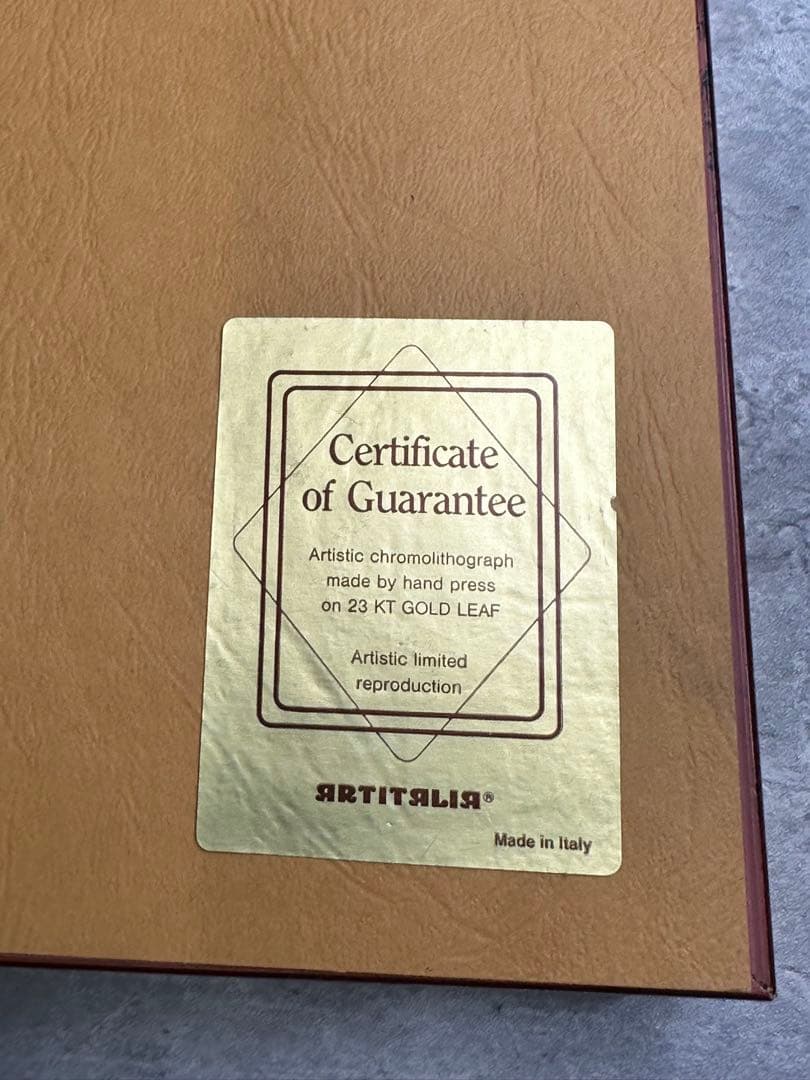 Certificate
of Guarantee
Artistic chromolithograph
made by hand press
on 23 KT GOLD LEAF
Artistic limited
reproduction
ARTITALIA®
Made in Italy